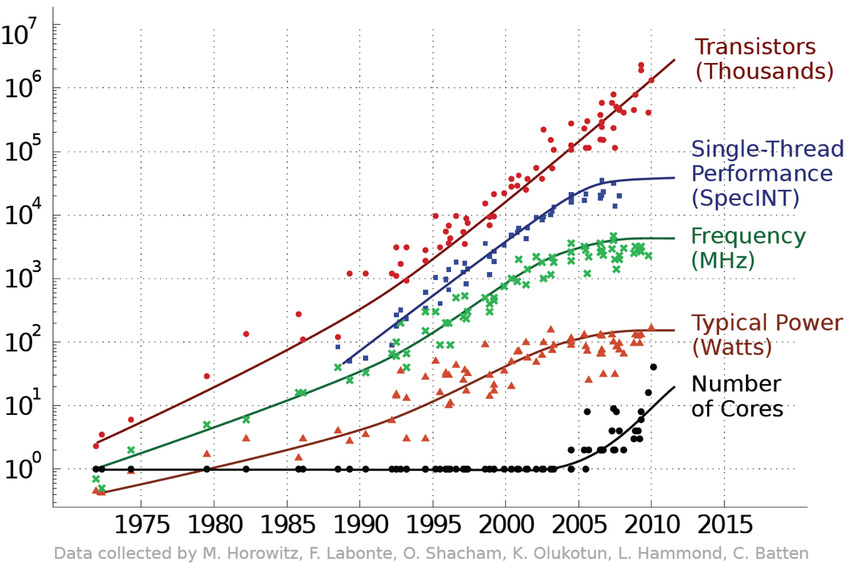 10⁷
Transistors
(Thousands)
10⁶
10⁵
Single-Thread
Performance
(SpecINT)
10⁴
Frequency
(MHz)
10³
Typical Power
(Watts)
10²
Number
of Cores
10¹
10⁰
1975 1980 1985 1990 1995 2000 2005 2010 2015
Data collected by M. Horowitz, F. Labonte, O. Shacham, K. Olukotun, L. Hammond, C. Batten